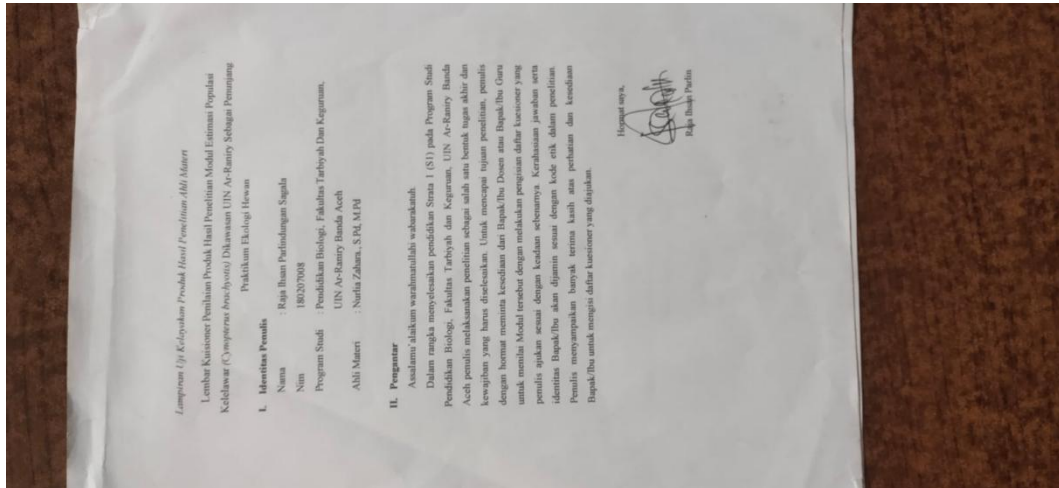 Lampiran Uji Kelayakan Produk Hasil Penelitian Ahli Materi
Lembar Kuisioner Penilaian Produk Hasil Penelitian Modul Estimasi Populasi
Kelelawar (Cynopterus brachyotis) Dikawasan UIN Ar-Raniry Sebagai Penunjang
Praktikum Ekologi Hewan
I. Identitas Penulis
Nama : Raja Ihsan Parlindungan Sagala
Nim 180207008
Program Studi : Pendidikan Biologi, Fakultas Tarbiyah Dan Keguruan,
UIN Ar-Raniry Banda Aceh
Ahli Materi : Nurlia Zahara., S.Pd, M.Pd
II. Pengantar
Assalamu'alaikum warahmatullahi wabarakatuh
Dalam rangka menyelesaikan pendidikan Strata 1 (S1) pada Program Studi
Pendidikan Biologi, Fakultas Tarbiyah dan Keguruan, UIN Ar-Raniry Banda
Aceh penulis melaksanakan penelitian sebagai salah satu bentuk tugas akhir dan
kewajiban yang harus diselesaikan. Untuk mencapai tujuan penelitian, penulis
dengan hormat meminta kesediaan dari Bapak/Ibu Dosen atau Bapak/Ibu Guru
untuk menilai Modul tersebut dengan melakukan pengisian daftar kuesioner yang
penulis ajukan sesuai dengan keadaan sebenarnya. Kerahasiaan jawaban serta
identitas Bapak/Ibu akan dijamin sesuai dengan kode etik dalam penelitian.
Penulis menyampaikan banyak terima kasih atas perhatian dan kesediaan
Bapak/Ibu untuk mengisi daftar kuesioner yang diajukan.
Hormat saya,
Raja Ihsan Parlin